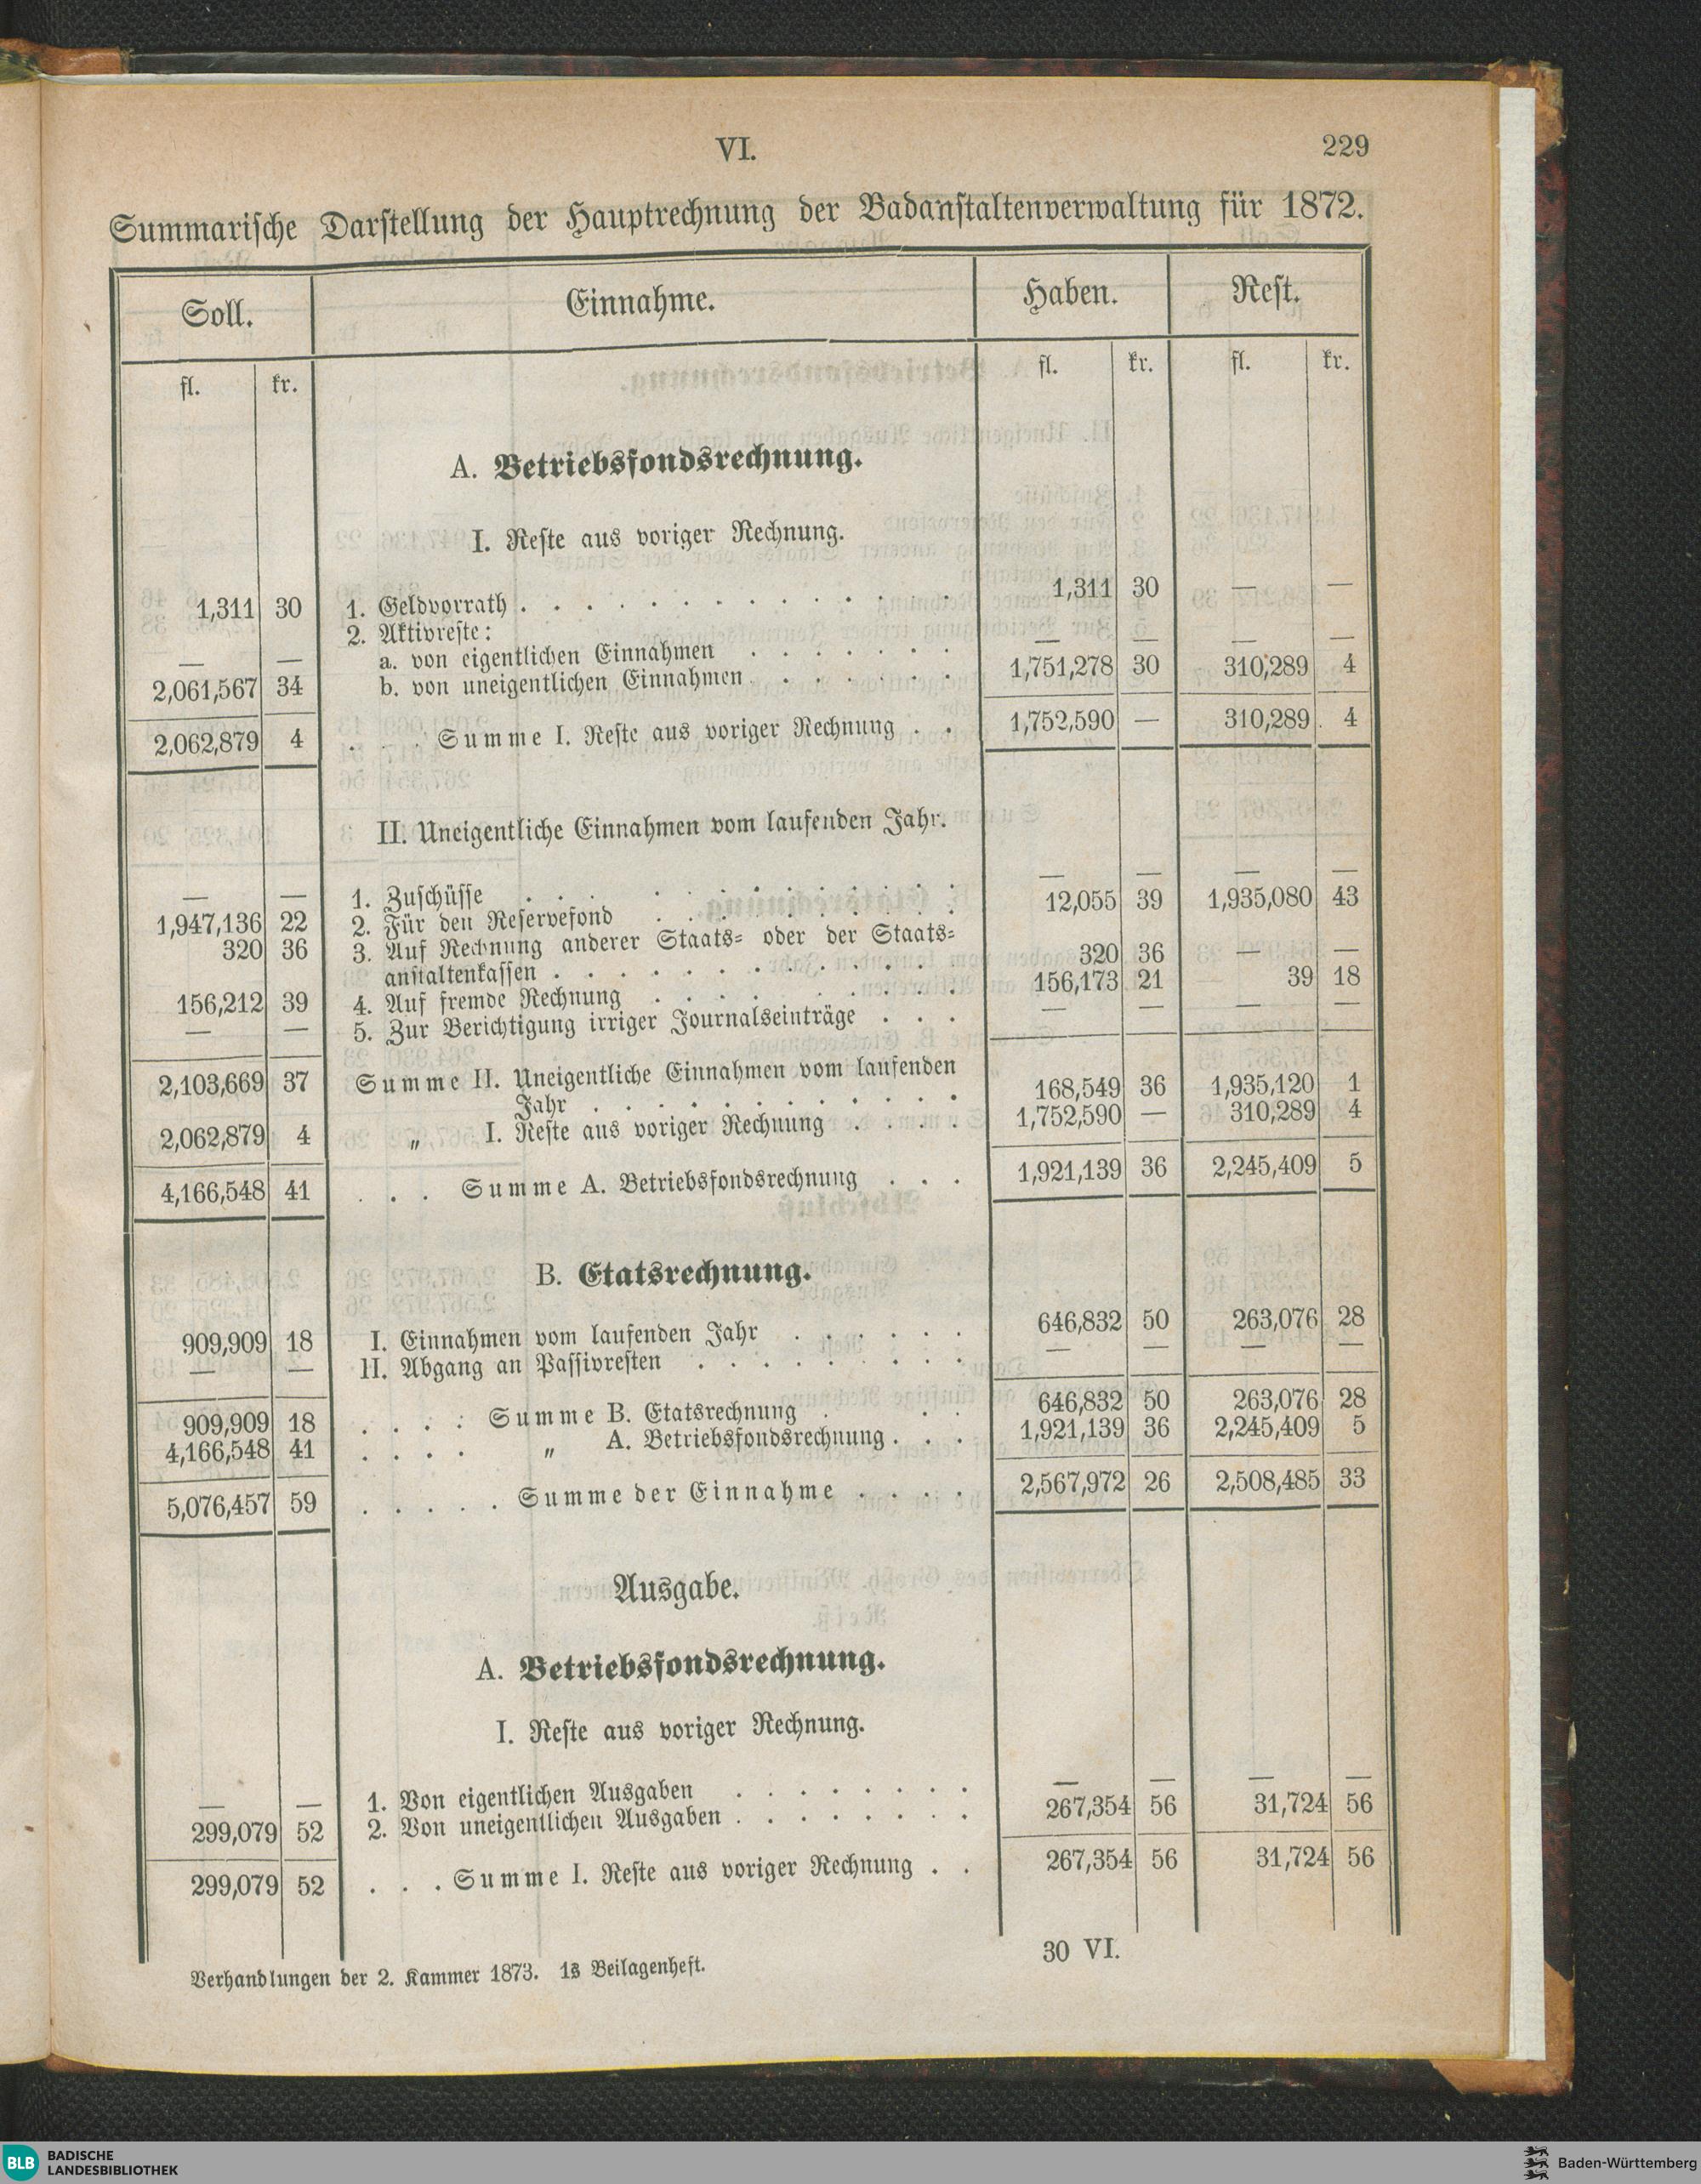 VI.
229
Summarische Darstellung der Hauptrechnung der Badanstaltenverwaltung für 1872.
Soll. Einnahme. Haben. Rest.
fl. kr. fl. kr. fl. kr.
A. Betriebsfondsrechnung.
I. Reste aus voriger Rechnung.
1,311 30 1. Geldvorrath . . . . . . . . . . . . . . 1,311 30 — —
2. Aktivreste:
— — a. von eigentlichen Einnahmen . . . . . . . — — — —
2,061,567 34 b. von uneigentlichen Einnahmen . . . . . . . 1,751,278 30 310,289 4
2,062,879 4 . . . Summe I. Reste aus voriger Rechnung . . 1,752,590 — 310,289 4
II. Uneigentliche Einnahmen vom laufenden Jahr.
— — 1. Zuschüsse . . . . . . . . . . . . . — — — —
1,947,136 22 2. Für den Reservefond . . . . . . . . . . 12,055 39 1,935,080 43
320 36 3. Auf Rechnung anderer Staats- oder der Staats-
anstaltenkassen . . . . . . . . . . . . . 320 36 — —
156,212 39 4. Auf fremde Rechnung . . . . . . . . . . 156,173 21 39 18
— — 5. Zur Berichtigung irriger Journalseinträge . . . — — — —
2,103,669 37 Summe II. Uneigentliche Einnahmen vom laufenden
Jahr . . . . . . . . . . . . 168,549 36 1,935,120 1
2,062,879 4 „ I. Reste aus voriger Rechnung . . . . 1,752,590 — 310,289 4
4,166,548 41 . . . Summe A. Betriebsfondsrechnung . . . 1,921,139 36 2,245,409 5
B. Etatsrechnung.
909,909 18 I. Einnahmen vom laufenden Jahr . . . . . . 646,832 50 263,076 28
— — II. Abgang an Passivresten . . . . . . . . . — — — —
909,909 18 . . . . Summe B. Etatsrechnung . . . 646,832 50 263,076 28
4,166,548 41 . . . . „ A. Betriebsfondsrechnung . . . 1,921,139 36 2,245,409 5
5,076,457 59 . . . . . Summe der Einnahme . . . . 2,567,972 26 2,508,485 33
Ausgabe.
A. Betriebsfondsrechnung.
I. Reste aus voriger Rechnung.
— — 1. Von eigentlichen Ausgaben . . . . . . . . — — — —
299,079 52 2. Von uneigentlichen Ausgaben . . . . . . . . 267,354 56 31,724 56
299,079 52 . . . Summe I. Reste aus voriger Rechnung . . 267,354 56 31,724 56
Verhandlungen der 2. Kammer 1873. 1s Beilagenheft.
30 VI.
BLB BADISCHE
LANDESBIBLIOTHEK
Baden-Württemberg